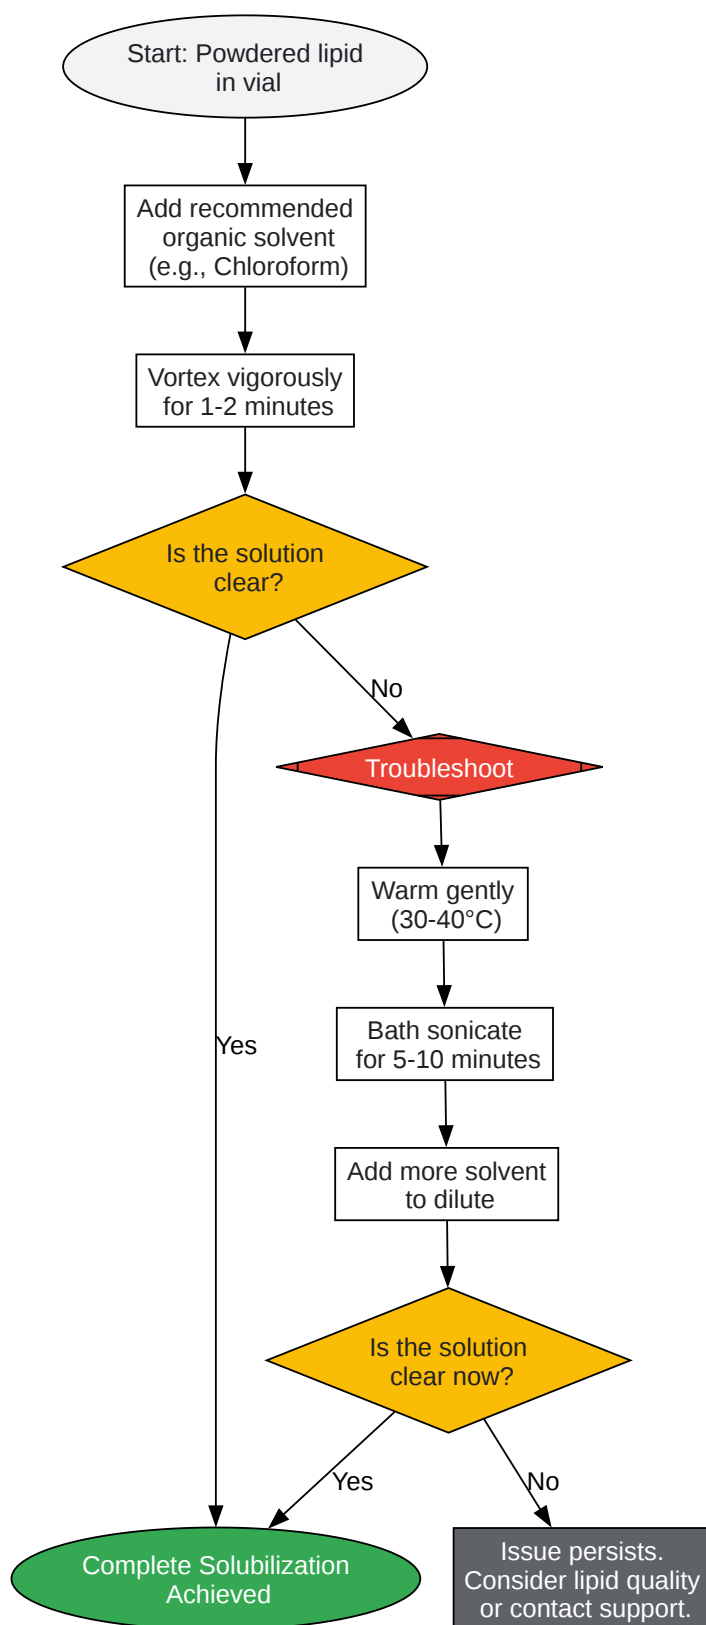 Start: Powdered lipid
in vial
Add recommended
organic solvent
(e.g., Chloroform)
Vortex vigorously
for 1-2 minutes
Is the solution
clear?
No
Troubleshoot
Warm gently
(30-40°C)
Bath sonicate
for 5-10 minutes
Yes
Add more solvent
to dilute
Is the solution
clear now?
Yes
No
Complete Solubilization
Achieved
Issue persists.
Consider lipid quality
or contact support.